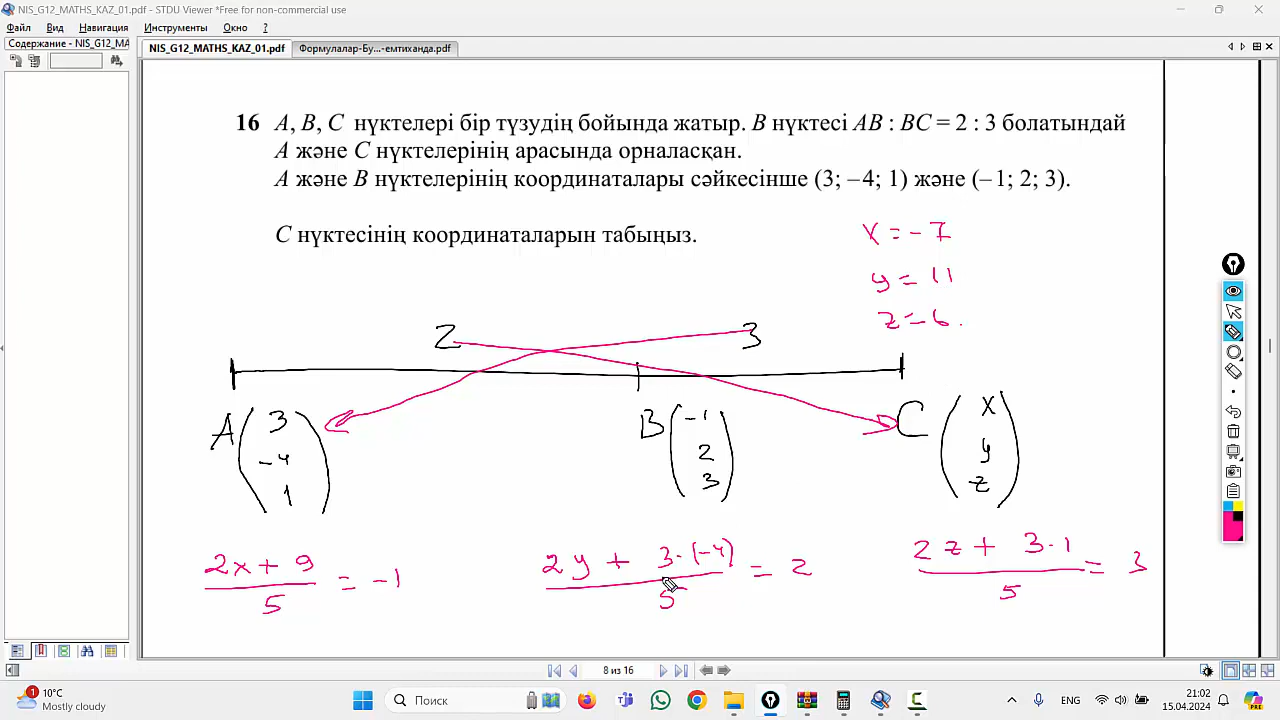 NIS_G12_MATHS_KAZ_01.pdf - STDU Viewer *Free for non-commercial use
Файл Вид Навигация Инструменты Окно ?
Содержание - NIS_G12_MA
NIS_G12_MATHS_KAZ_01.pdf Формулалар-Бу...-емтиханда.pdf
16 A, B, C нүктелері бір түзудің бойында жатыр. B нүктесі AB : BC = 2 : 3 болатындай
A және C нүктелерінің арасында орналасқан.
A және B нүктелерінің координаталары сәйкесінше (3; –4; 1) және (–1; 2; 3).
C нүктесінің координаталарын табыңыз.
x = -7
y = 11
z = 6.
2 3
A (3 -4 1) B (-1 2 3) C (x y z)
2x + 9 = -1
5
2y + 3·(-4) = 2
5
2z + 3·1 = 3
5
8 из 16
1
10°C
Mostly cloudy
Поиск
ENG
21:02
15.04.2024
PRE